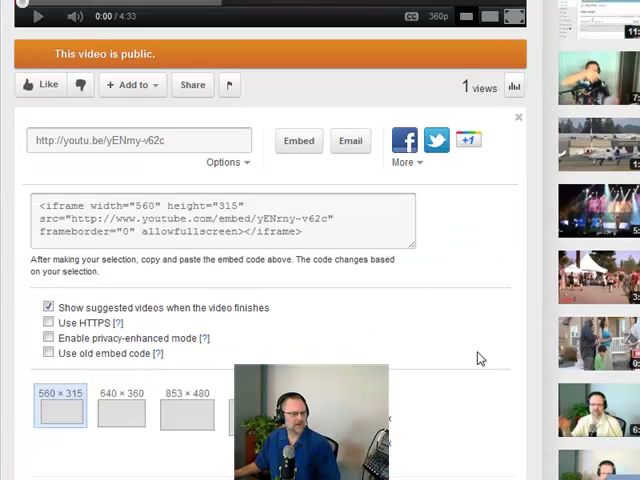 0:00 / 4:33
CC
360p
11:
This video is public.
Like
+ Add to
Share
1 views
http://youtu.be/yENrny-v62c
Embed
Email
+1
Options
More
<iframe width="560" height="315"
src="http://www.youtube.com/embed/yENrny-v62c"
frameborder="0" allowfullscreen></iframe>
After making your selection, copy and paste the embed code above. The code changes based
on your selection.
Show suggested videos when the video finishes
Use HTTPS [?]
Enable privacy-enhanced mode [?]
Use old embed code [?]
560 × 315
640 × 360
853 × 480